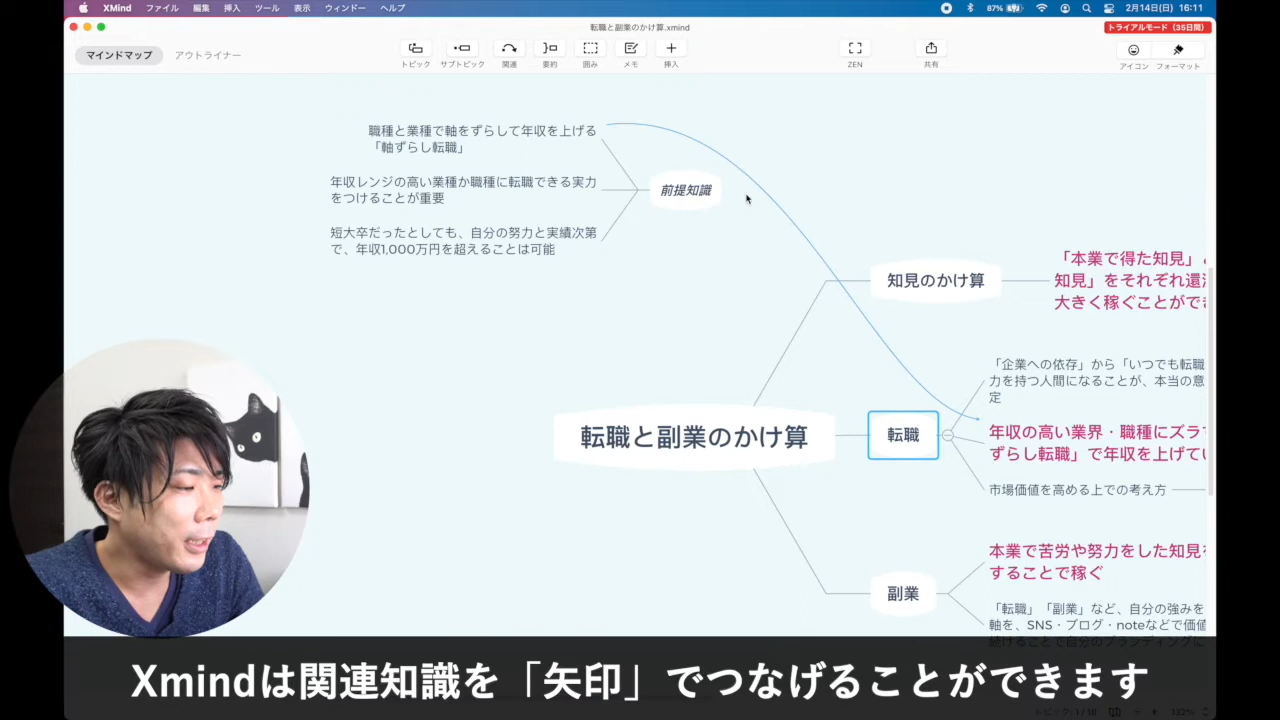 XMind ファイル 編集 挿入 ツール 表示 ウィンドー ヘルプ 87% 2月14日(日) 16:11
転職と副業のかけ算.xmind
トライアルモード（35日間）
マインドマップ アウトライナー
トピック サブトピック 関連 要約 囲み メモ 挿入 ZEN 共有 アイコン フォーマット
職種と業種で軸をずらして年収を上げる
「軸ずらし転職」
年収レンジの高い業種か職種に転職できる実力
をつけることが重要
前提知識
短大卒だったとしても、自分の努力と実績次第
で、年収1,000万円を超えることは可能
知見のかけ算
「本業で得た知見」
知見」をそれぞれ還
大きく稼ぐことができ
転職と副業のかけ算
転職
「企業への依存」から「いつでも転職
力を持つ人間になることが、本当の意
定
年収の高い業界・職種にズラ
ずらし転職」で年収を上げてい
市場価値を高める上での考え方
副業
本業で苦労や努力をした知見を
することで稼ぐ
「転職」「副業」など、自分の強みを
軸を、SNS・ブログ・noteなどで価値
続けることで自分のブランディングに
Xmindは関連知識を「矢印」でつなげることができます